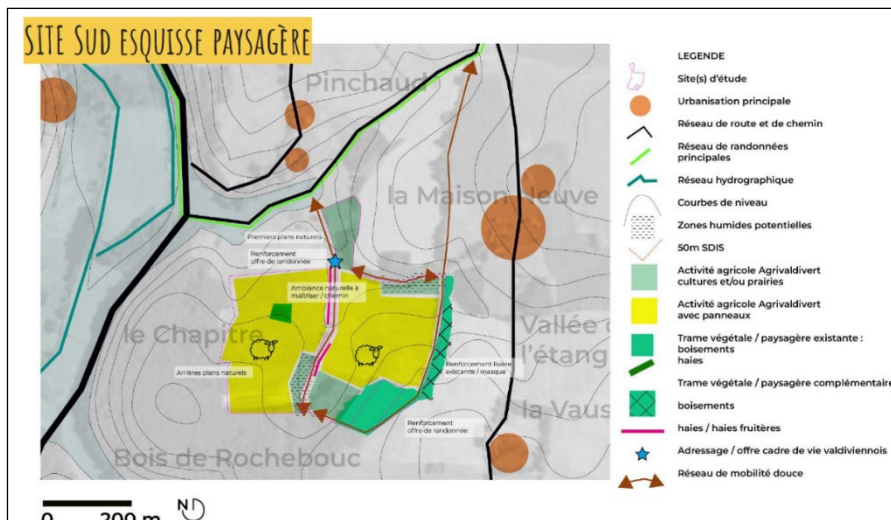 SITE SUD ESQUISSE PAYSAGÈRE
Pinchaud
la Maison Neuve
Premiers plans naturels
Renforcement
offre de randonnée
Ambiance naturelle à
maîtriser / chemin
le Chapitre
Vallée
l'étang
Arrières plans naturels
Renforcement lisière
existante / masque
la Vaus
Renforcement
offre de randonnée
Bois de Rochebouc
0 200 m
N
LEGENDE
Site(s) d'étude
Urbanisation principale
Réseau de route et de chemin
Réseau de randonnées
principales
Réseau hydrographique
Courbes de niveau
Zones humides potentielles
50m SDIS
Activité agricole Agrivaldivert
cultures et/ou prairies
Activité agricole Agrivaldivert
avec panneaux
Trame végétale / paysagère existante :
boisements
haies
Trame végétale / paysagère complémentaire
boisements
haies / haies fruitères
Adressage / offre cadre de vie valdiviennois
Réseau de mobilité douce